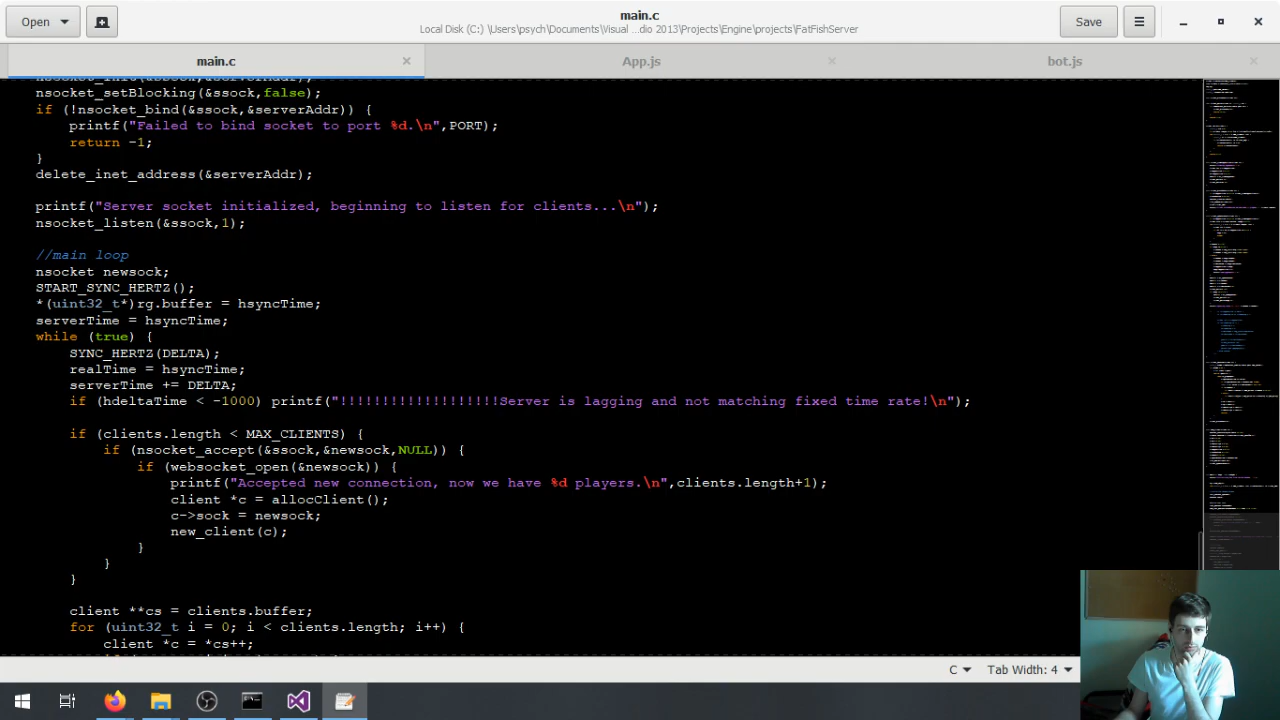 Open
main.c
Local Disk (C:) \Users\psych\Documents\Visual ...dio 2013\Projects\Engine\projects\FatFishServer
Save
main.c
App.js
bot.js
nsocket_setBlocking(&ssock,false);
if (!nsocket_bind(&ssock,&serverAddr)) {
printf("Failed to bind socket to port %d.\n",PORT);
return -1;
}
delete_inet_address(&serverAddr);
printf("Server socket initialized, beginning to listen for clients...\n");
nsocket_listen(&ssock,1);
//main loop
nsocket newsock;
START_SYNC_HERTZ();
*(uint32_t*)rg.buffer = hsyncTime;
serverTime = hsyncTime;
while (true) {
SYNC_HERTZ(DELTA);
realTime = hsyncTime;
serverTime += DELTA;
if (hdeltaTime < -1000) printf("!!!!!!!!!!!!!!!!!!!Server is lagging and not matching fixed time rate!\n");
if (clients.length < MAX_CLIENTS) {
if (nsocket_accept(&ssock,&newsock,NULL)) {
if (websocket_open(&newsock)) {
printf("Accepted new connection, now we have %d players.\n",clients.length+1);
client *c = allocClient();
c->sock = newsock;
new_client(c);
}
}
}
client **cs = clients.buffer;
for (uint32_t i = 0; i < clients.length; i++) {
client *c = *cs++;
C
Tab Width: 4